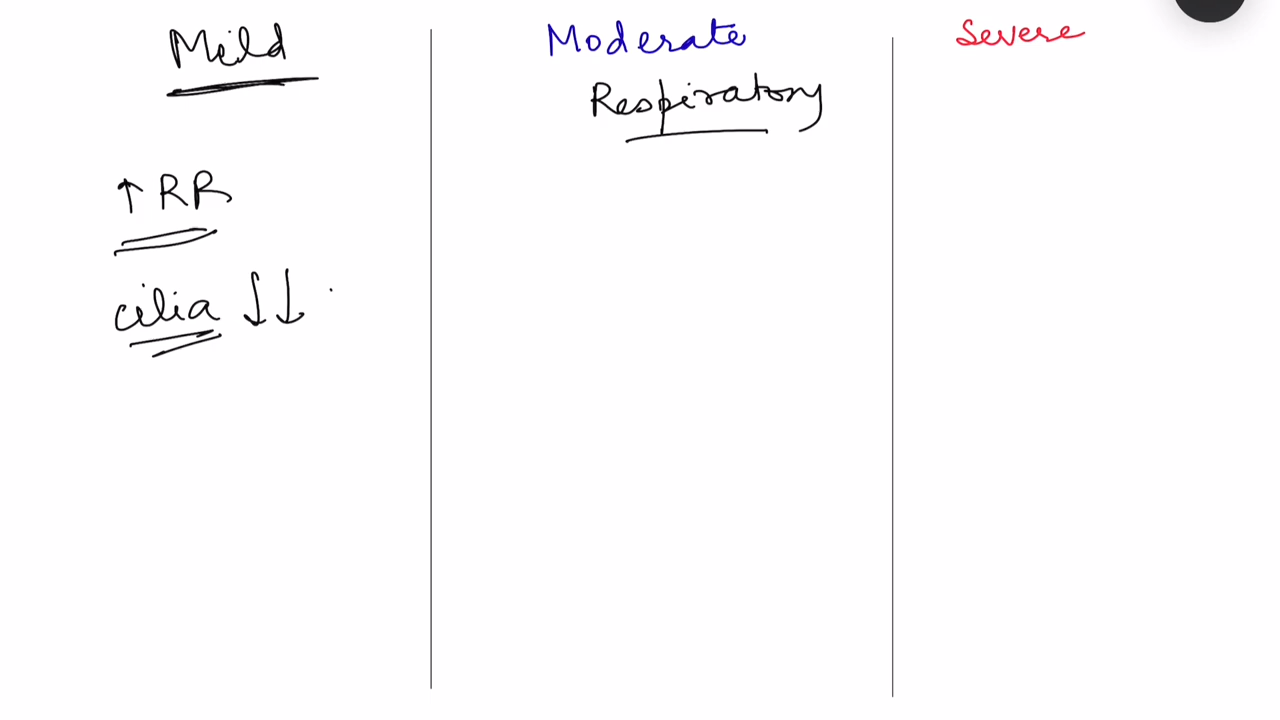 Mild
Moderate
Severe
Respiratory
↑ RR
cilia ↓↓